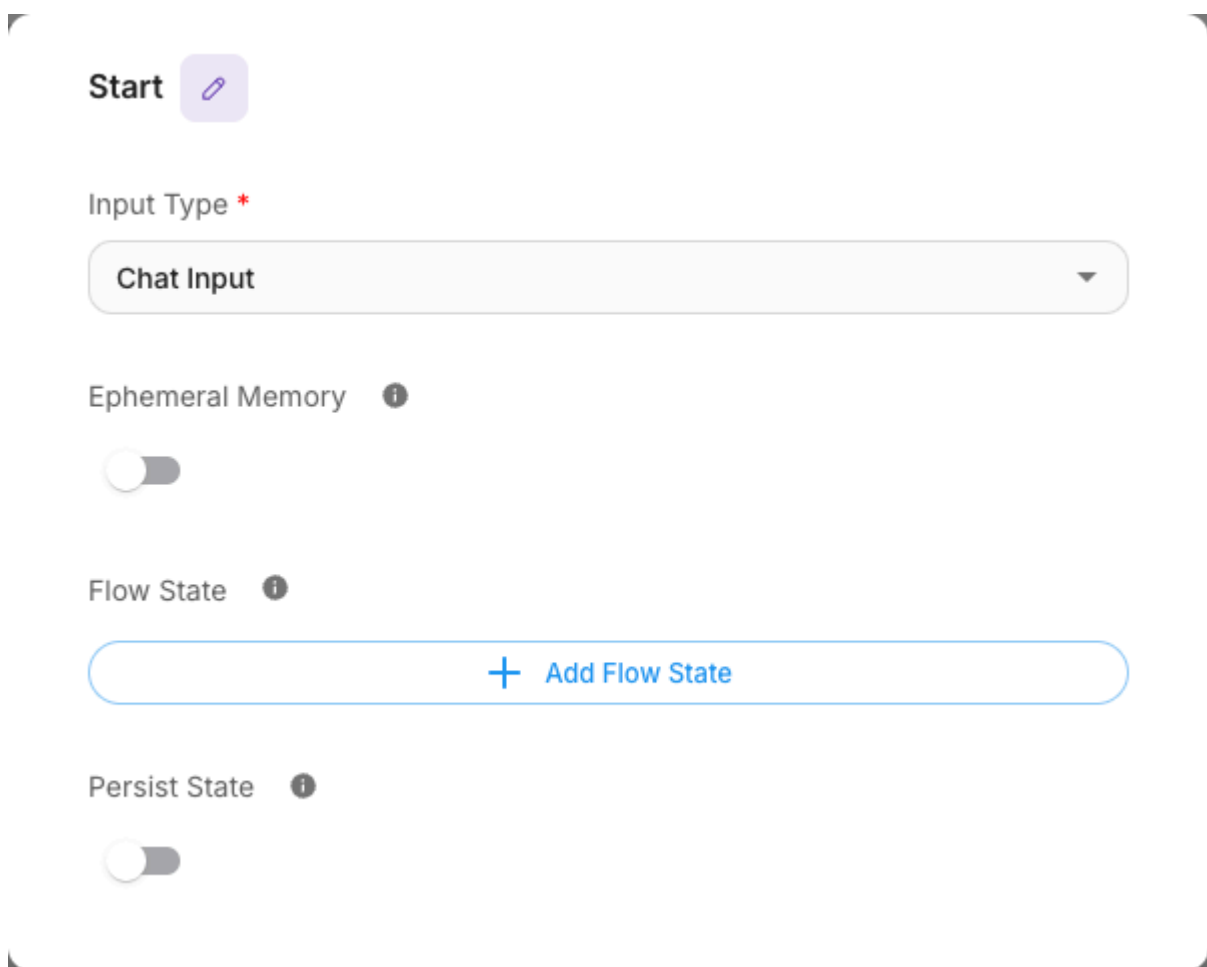 Start
Input Type *
Chat Input
Ephemeral Memory
Flow State
Add Flow State
Persist State